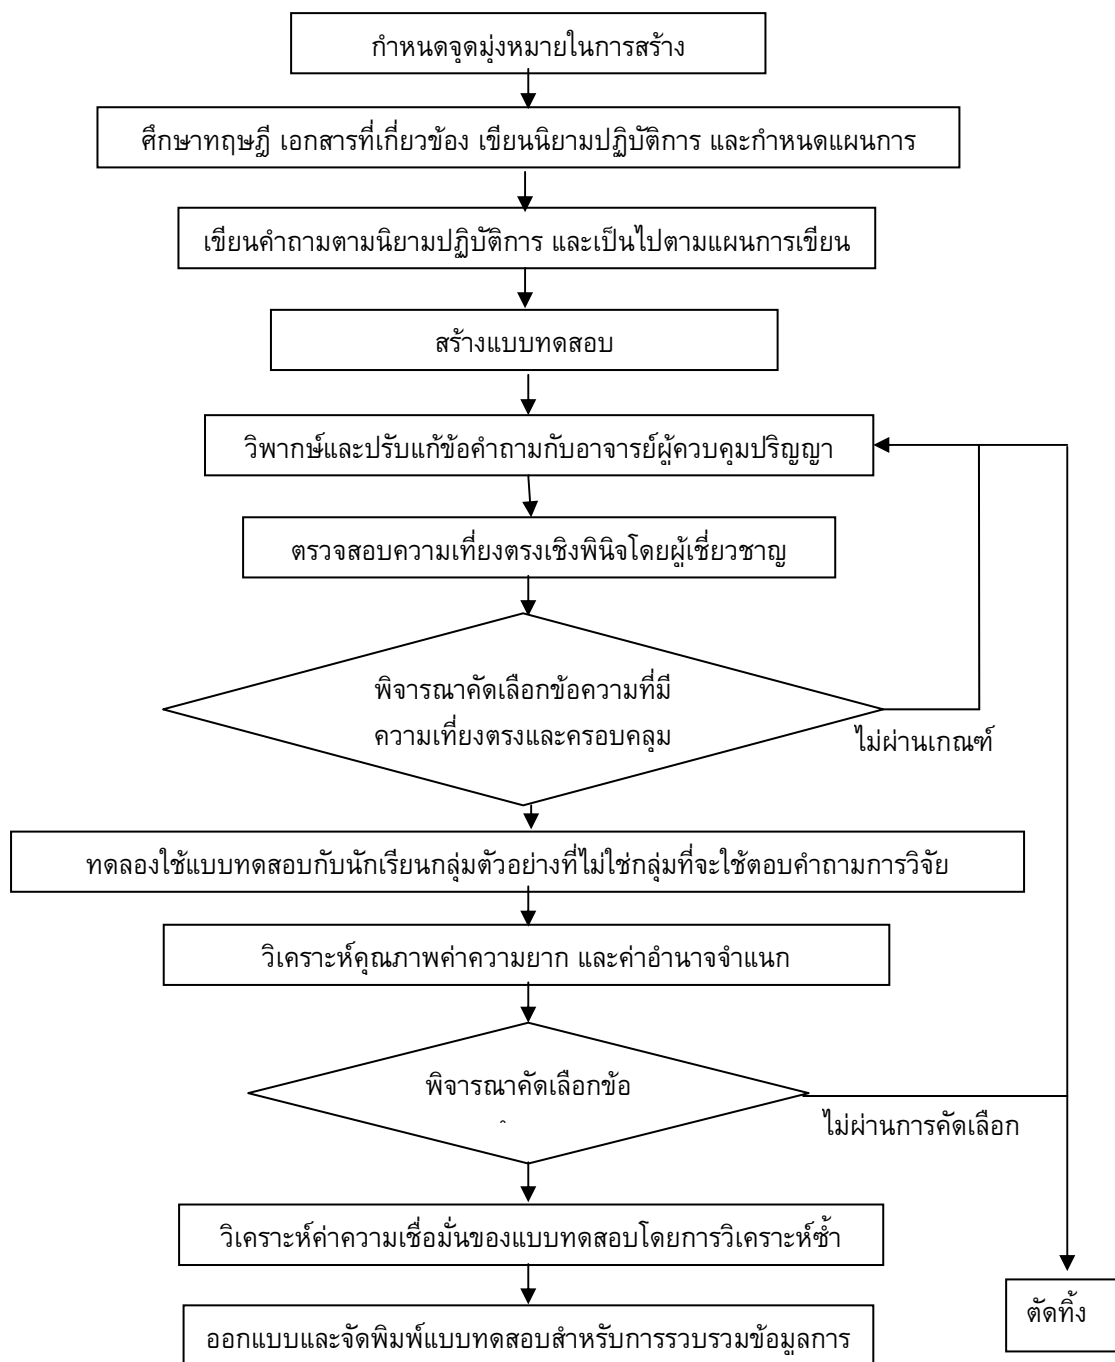 กำหนดจุดมุ่งหมายในการสร้าง
ศึกษาทฤษฎี เอกสารที่เกี่ยวข้อง เขียนนิยามปฏิบัติการ และกำหนดแผนการ
เขียนคำถามตามนิยามปฏิบัติการ และเป็นไปตามแผนการเขียน
สร้างแบบทดสอบ
วิพากษ์และปรับแก้ข้อคำถามกับอาจารย์ผู้ควบคุมปริญญา
ตรวจสอบความเที่ยงตรงเชิงพินิจโดยผู้เชี่ยวชาญ
พิจารณาคัดเลือกข้อความที่มี
ความเที่ยงตรงและครอบคลุม
ไม่ผ่านเกณฑ์
ทดลองใช้แบบทดสอบกับนักเรียนกลุ่มตัวอย่างที่ไม่ใช่กลุ่มที่จะใช้ตอบคำถามการวิจัย
วิเคราะห์คุณภาพค่าความยาก และค่าอำนาจจำแนก
พิจารณาคัดเลือกข้อ
ไม่ผ่านการคัดเลือก
วิเคราะห์ค่าความเชื่อมั่นของแบบทดสอบโดยการวิเคราะห์ซ้ำ
ตัดทิ้ง
ออกแบบและจัดพิมพ์แบบทดสอบสำหรับการรวบรวมข้อมูลการ